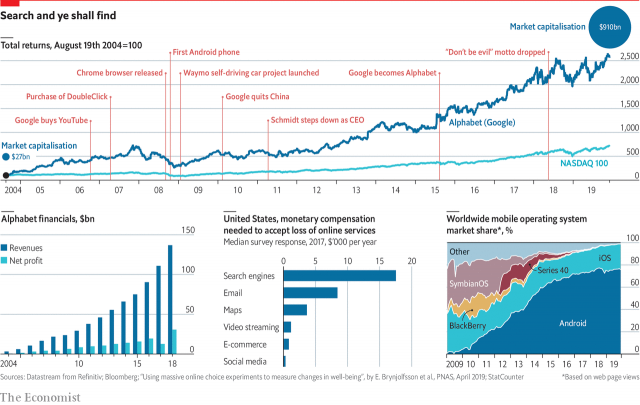 Search and ye shall find
Total returns, August 19th 2004=100
Market capitalisation
$910bn
First Android phone
"Don't be evil" motto dropped
Chrome browser released
Waymo self-driving car project launched
Google becomes Alphabet
Purchase of DoubleClick
Google quits China
Google buys YouTube
Schmidt steps down as CEO
Alphabet (Google)
Market capitalisation
$27bn
NASDAQ 100
2,500
2,000
1,500
1,000
500
0
2004 05 06 07 08 09 10 11 12 13 14 15 16 17 18 19
Alphabet financials, $bn
Revenues
Net profit
150
100
50
0
2004 10 15 18
United States, monetary compensation
needed to accept loss of online services
Median survey response, 2017, $'000 per year
0 5 10 15 20
Search engines
Email
Maps
Video streaming
E-commerce
Social media
Worldwide mobile operating system
market share*, %
100
80
60
40
20
0
Other
SymbianOS
BlackBerry
Series 40
iOS
Android
2009 10 11 12 13 14 15 16 17 18 19
Sources: Datastream from Refinitiv; Bloomberg; "Using massive online choice experiments to measure changes in well-being", by E. Brynjolfsson et al., PNAS, April 2019; StatCounter
*Based on web page views
The Economist